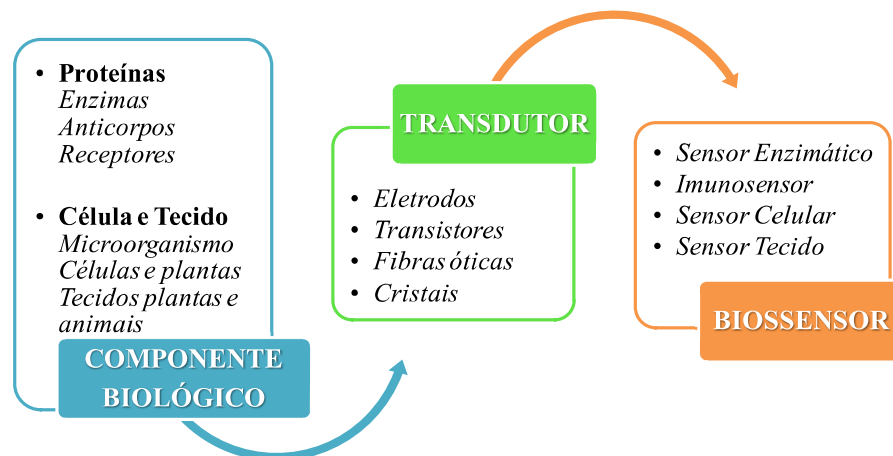 • Proteínas
Enzimas
Anticorpos
Receptores
• Célula e Tecido
Microorganismo
Células e plantas
Tecidos plantas e
animais
COMPONENTE
BIOLÓGICO
TRANSDUTOR
• Eletrodos
• Transistores
• Fibras óticas
• Cristais
• Sensor Enzimático
• Imunosensor
• Sensor Celular
• Sensor Tecido
BIOSSENSOR